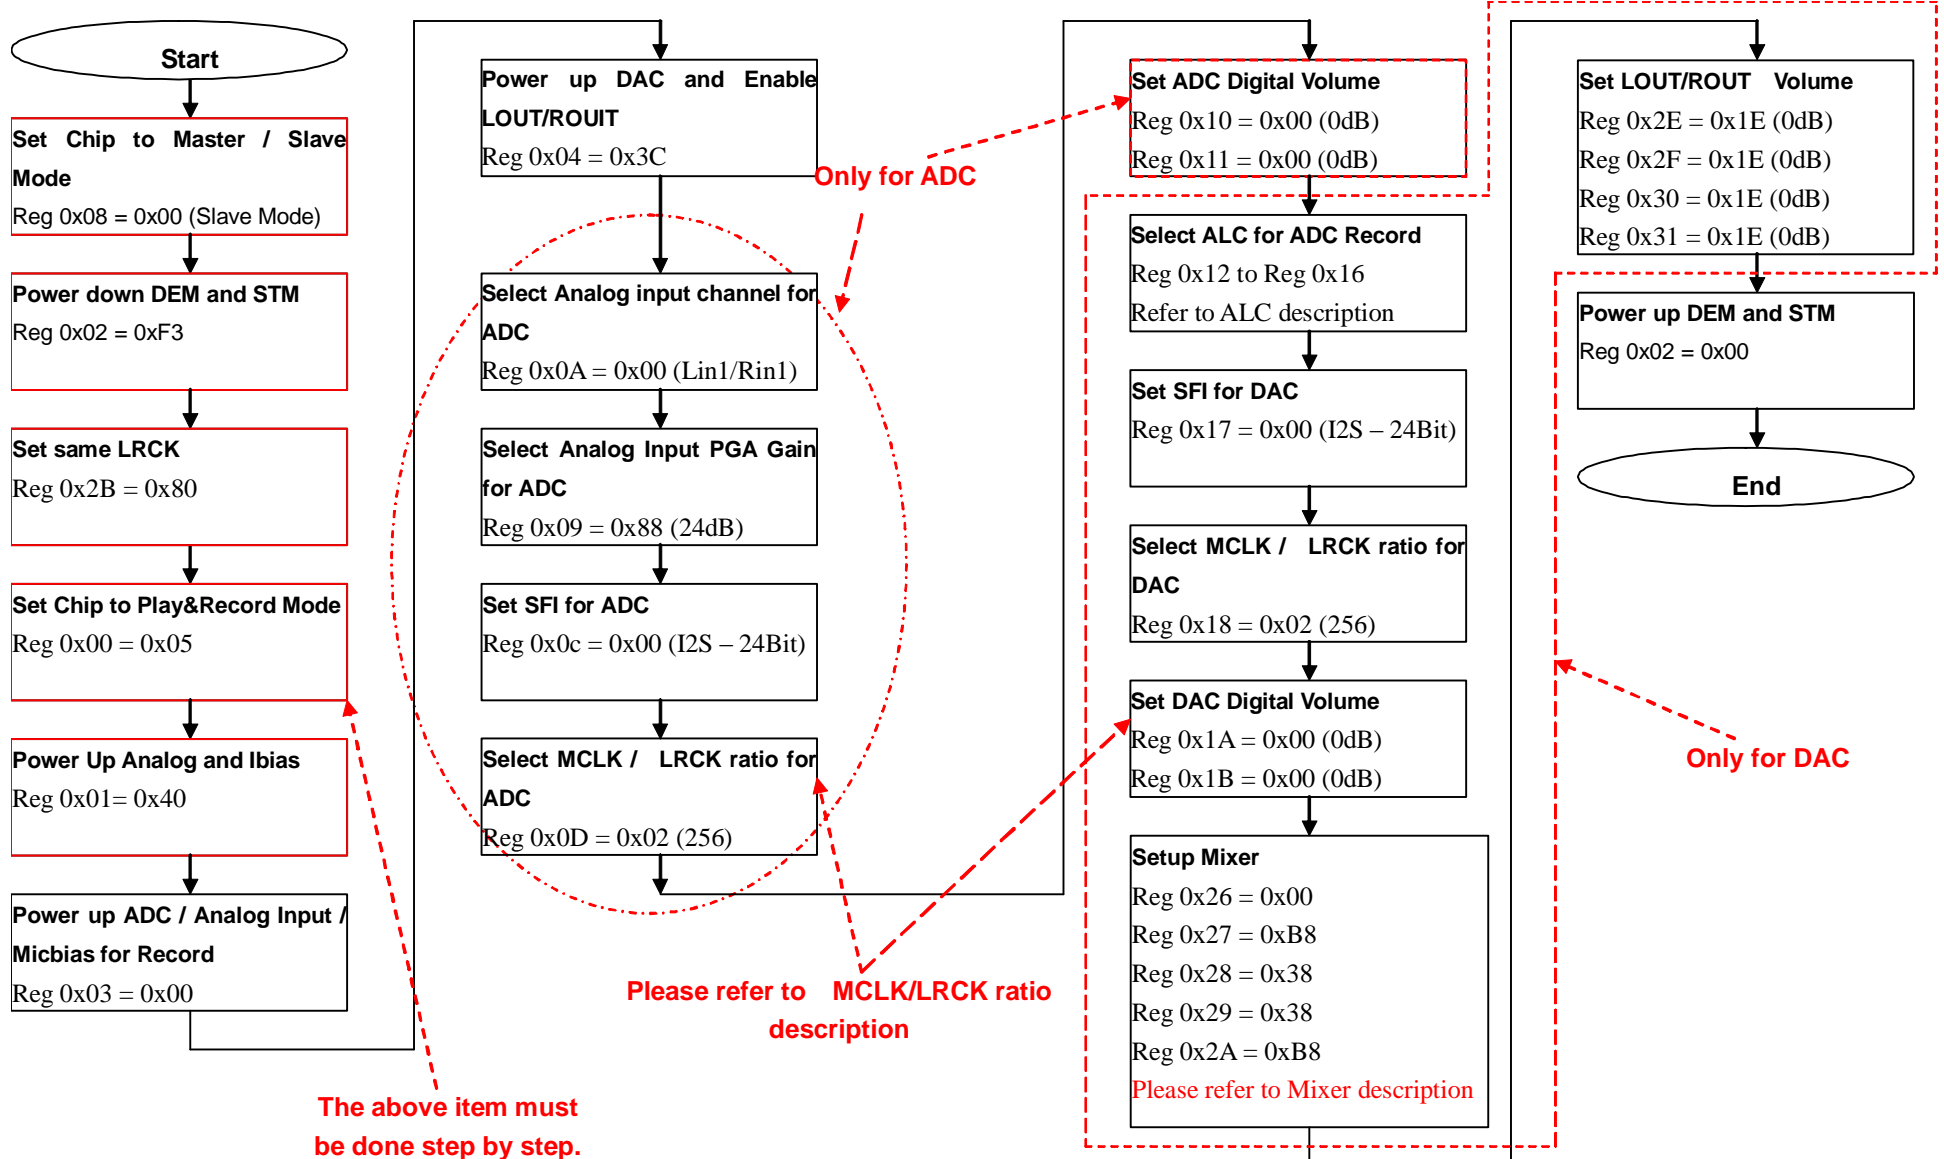 Start
Set Chip to Master / Slave
Mode
Reg 0x08 = 0x00 (Slave Mode)
Power down DEM and STM
Reg 0x02 = 0xF3
Set same LRCK
Reg 0x2B = 0x80
Set Chip to Play&Record Mode
Reg 0x00 = 0x05
Power Up Analog and Ibias
Reg 0x01= 0x40
Power up ADC / Analog Input /
Micbias for Record
Reg 0x03 = 0x00
The above item must
be done step by step.
Power up DAC and Enable
LOUT/ROUIT
Reg 0x04 = 0x3C
Select Analog input channel for
ADC
Reg 0x0A = 0x00 (Lin1/Rin1)
Select Analog Input PGA Gain
for ADC
Reg 0x09 = 0x88 (24dB)
Set SFI for ADC
Reg 0x0c = 0x00 (I2S – 24Bit)
Select MCLK / LRCK ratio for
ADC
Reg 0x0D = 0x02 (256)
Only for ADC
Please refer to MCLK/LRCK ratio
description
Set ADC Digital Volume
Reg 0x10 = 0x00 (0dB)
Reg 0x11 = 0x00 (0dB)
Select ALC for ADC Record
Reg 0x12 to Reg 0x16
Refer to ALC description
Set SFI for DAC
Reg 0x17 = 0x00 (I2S – 24Bit)
Select MCLK / LRCK ratio for
DAC
Reg 0x18 = 0x02 (256)
Set DAC Digital Volume
Reg 0x1A = 0x00 (0dB)
Reg 0x1B = 0x00 (0dB)
Setup Mixer
Reg 0x26 = 0x00
Reg 0x27 = 0xB8
Reg 0x28 = 0x38
Reg 0x29 = 0x38
Reg 0x2A = 0xB8
Please refer to Mixer description
Set LOUT/ROUT Volume
Reg 0x2E = 0x1E (0dB)
Reg 0x2F = 0x1E (0dB)
Reg 0x30 = 0x1E (0dB)
Reg 0x31 = 0x1E (0dB)
Power up DEM and STM
Reg 0x02 = 0x00
End
Only for DAC